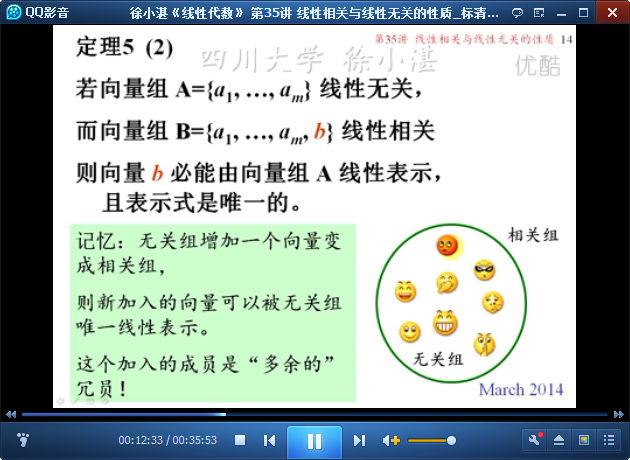 QQ影音
徐小湛《线性代数》 第35讲 线性相关与线性无关的性质_标清...
第35讲 线性相关与线性无关的性质 14
定理5 (2)
四川大学 徐小湛
优酷
若向量组 A={a1, …, am} 线性无关,
而向量组 B={a1, …, am, b} 线性相关
则向量 b 必能由向量组 A 线性表示,
且表示式是唯一的。
记忆：无关组增加一个向量变
成相关组,
则新加入的向量可以被无关组
唯一线性表示。
这个加入的成员是“多余的”
冗员！
相关组
无关组
March 2014
00:12:33 / 00:35:53